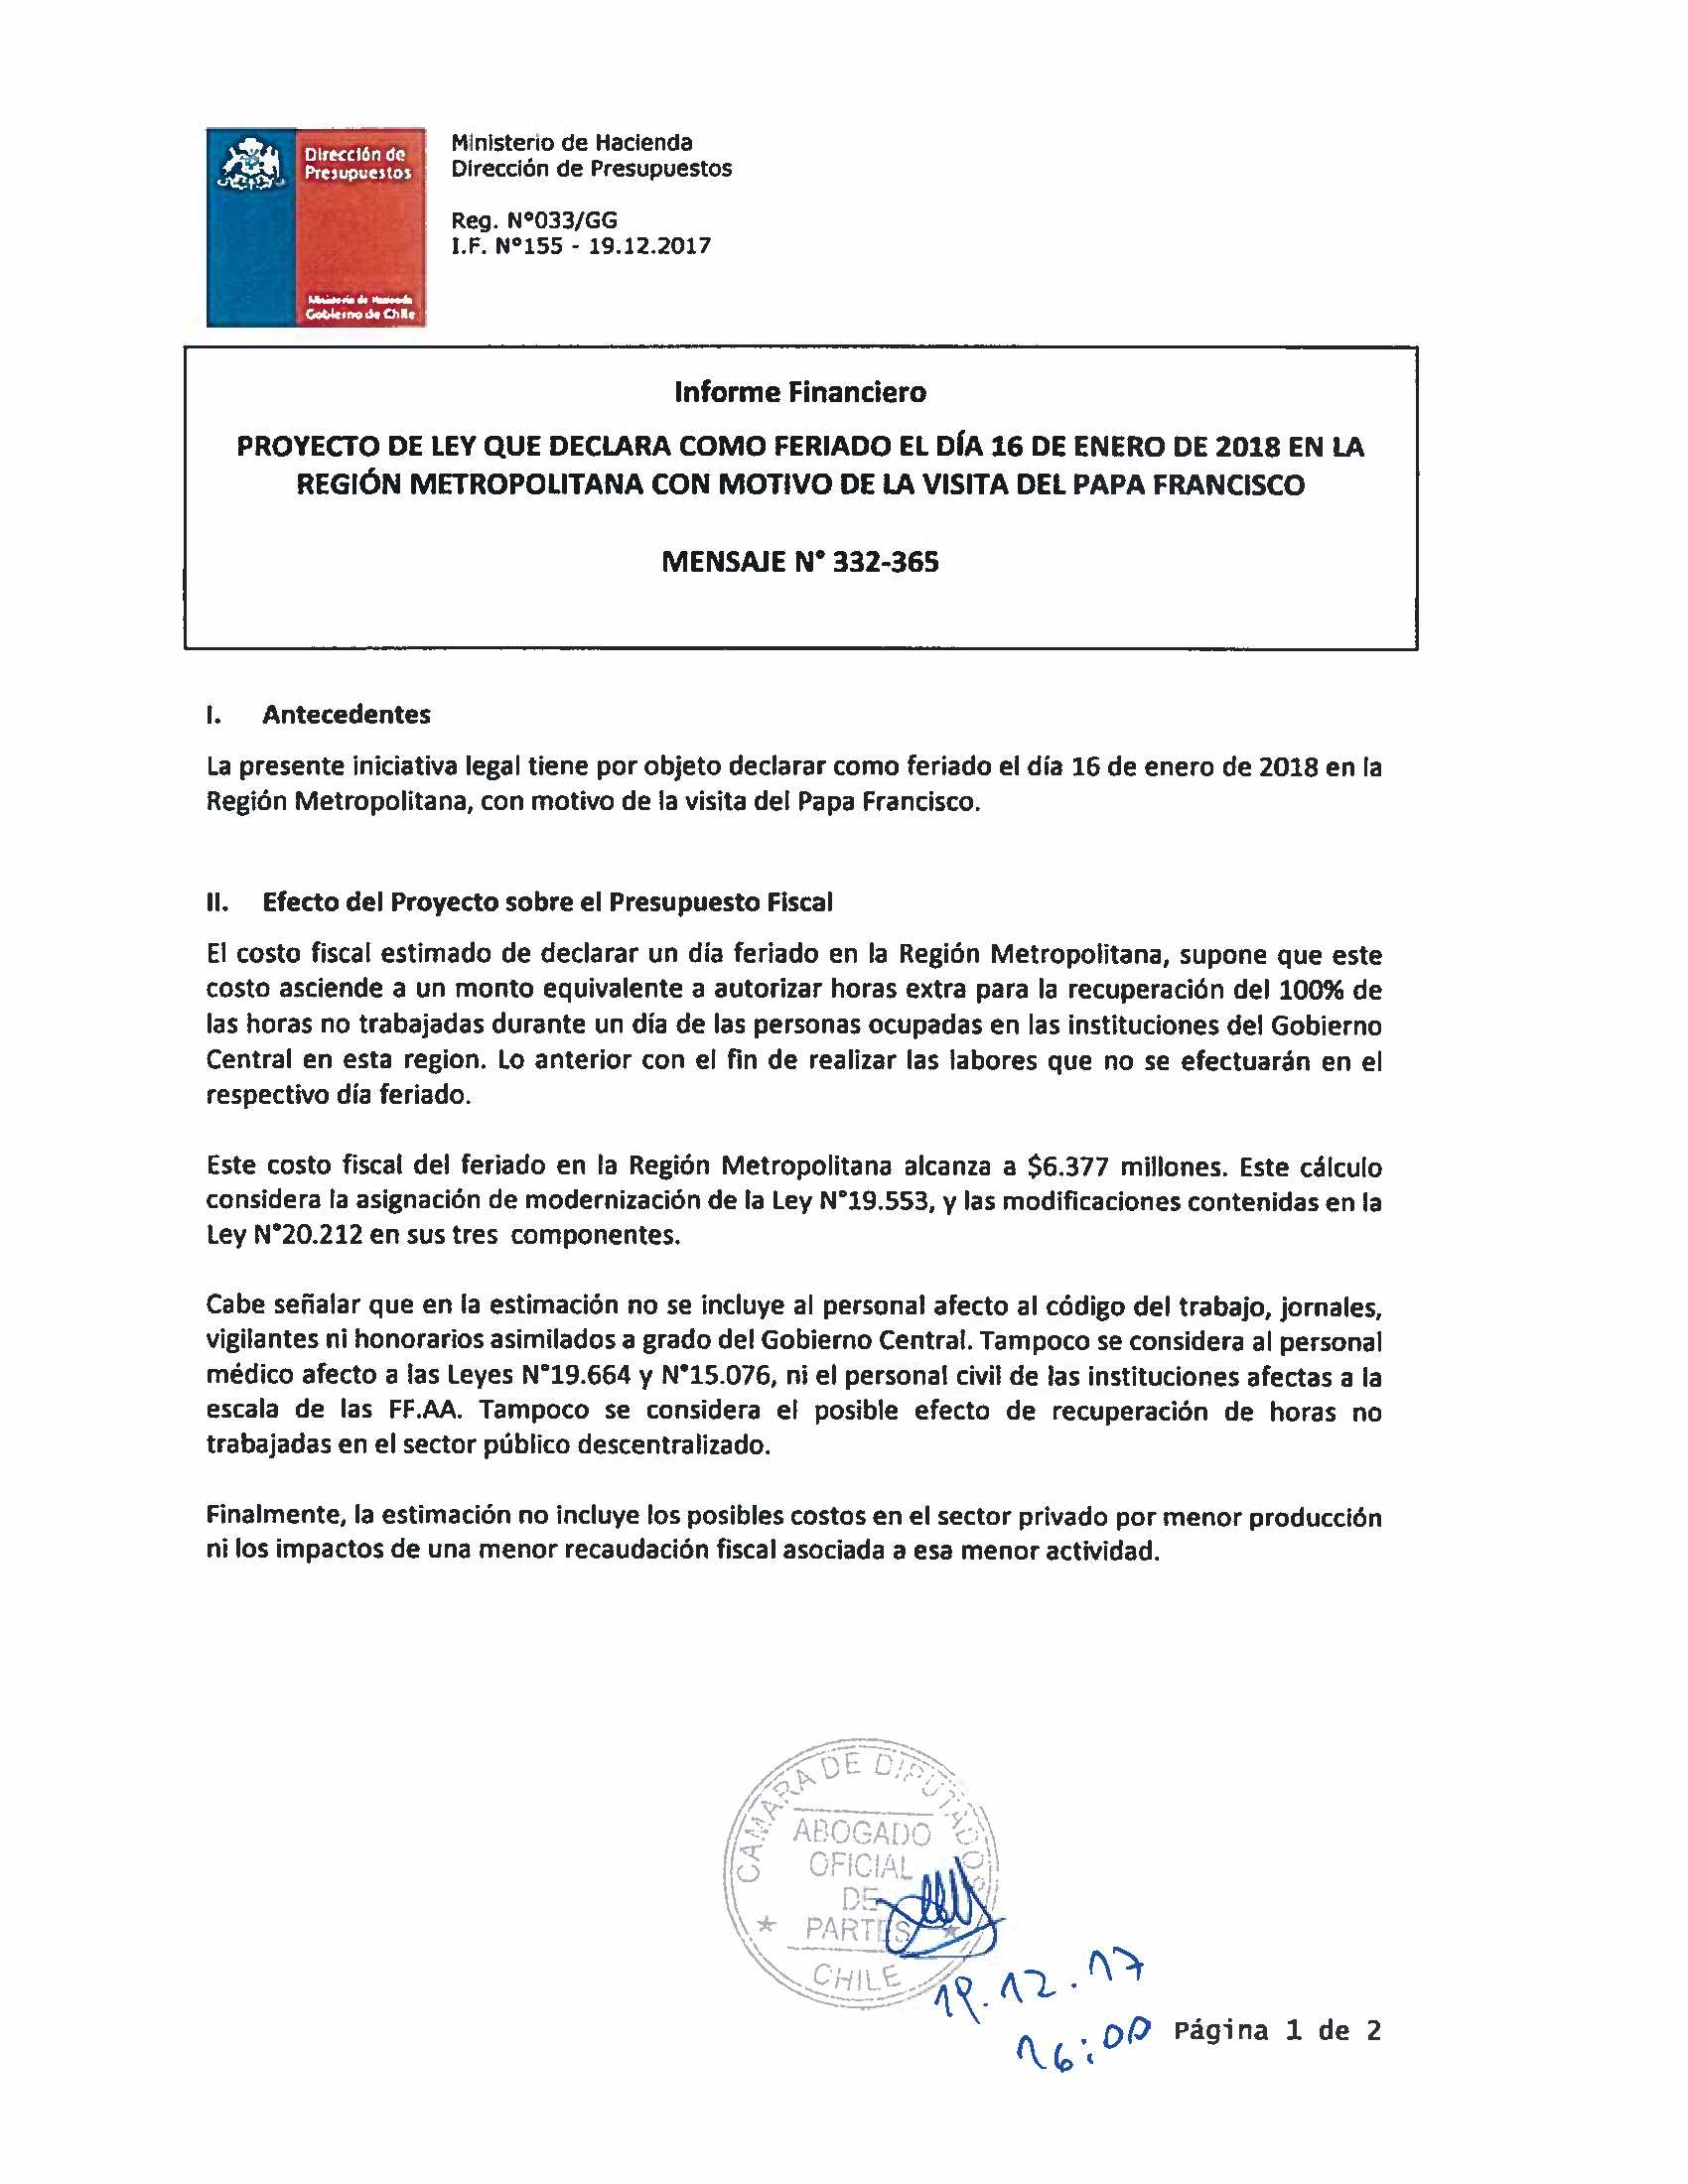 Dirección de
Presupuestos
Ministerio de Hacienda
Gobierno de Chile
Ministerio de Hacienda
Dirección de Presupuestos
Reg. Nº033/GG
I.F. Nº155 - 19.12.2017
Informe Financiero
PROYECTO DE LEY QUE DECLARA COMO FERIADO EL DÍA 16 DE ENERO DE 2018 EN LA
REGIÓN METROPOLITANA CON MOTIVO DE LA VISITA DEL PAPA FRANCISCO
MENSAJE N° 332-365
I. Antecedentes
La presente iniciativa legal tiene por objeto declarar como feriado el día 16 de enero de 2018 en la
Región Metropolitana, con motivo de la visita del Papa Francisco.
II. Efecto del Proyecto sobre el Presupuesto Fiscal
El costo fiscal estimado de declarar un día feriado en la Región Metropolitana, supone que este
costo asciende a un monto equivalente a autorizar horas extra para la recuperación del 100% de
las horas no trabajadas durante un día de las personas ocupadas en las instituciones del Gobierno
Central en esta region. Lo anterior con el fin de realizar las labores que no se efectuarán en el
respectivo día feriado.
Este costo fiscal del feriado en la Región Metropolitana alcanza a $6.377 millones. Este cálculo
considera la asignación de modernización de la Ley N°19.553, y las modificaciones contenidas en la
Ley N°20.212 en sus tres componentes.
Cabe señalar que en la estimación no se incluye al personal afecto al código del trabajo, jornales,
vigilantes ni honorarios asimilados a grado del Gobierno Central. Tampoco se considera al personal
médico afecto a las Leyes N°19.664 y N°15.076, ni el personal civil de las instituciones afectas a la
escala de las FF.AA. Tampoco se considera el posible efecto de recuperación de horas no
trabajadas en el sector público descentralizado.
Finalmente, la estimación no incluye los posibles costos en el sector privado por menor producción
ni los impactos de una menor recaudación fiscal asociada a esa menor actividad.
CAMARA DE DIPUTADOS
ABOGADO
OFICIAL
DE
PARTES
CHILE
19.12.17
16:00
Página 1 de 2